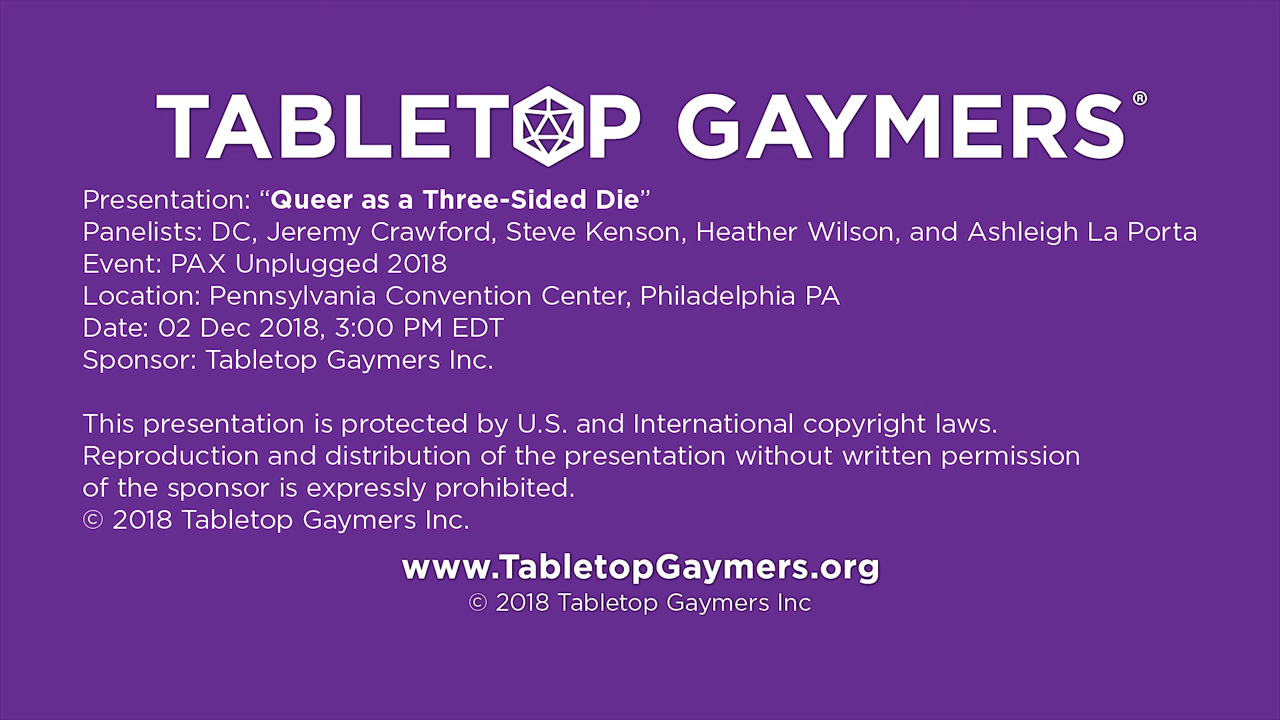 TABLETOP GAYMERS®
Presentation: “Queer as a Three-Sided Die”
Panelists: DC, Jeremy Crawford, Steve Kenson, Heather Wilson, and Ashleigh La Porta
Event: PAX Unplugged 2018
Location: Pennsylvania Convention Center, Philadelphia PA
Date: 02 Dec 2018, 3:00 PM EDT
Sponsor: Tabletop Gaymers Inc.
This presentation is protected by U.S. and International copyright laws.
Reproduction and distribution of the presentation without written permission
of the sponsor is expressly prohibited.
© 2018 Tabletop Gaymers Inc.
www.TabletopGaymers.org
© 2018 Tabletop Gaymers Inc